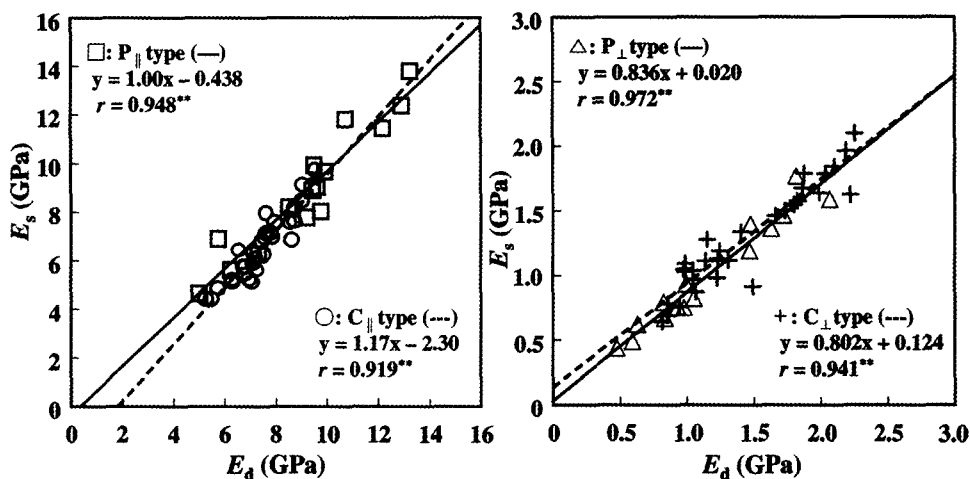 16
14
12
10
8
6
4
2
0
E_s (GPa)
□: P∥ type (—)
y = 1.00x − 0.438
r = 0.948**
○: C∥ type (---)
y = 1.17x − 2.30
r = 0.919**
0 2 4 6 8 10 12 14 16
E_d (GPa)
3.0
2.5
2.0
1.5
1.0
0.5
0
E_s (GPa)
△: P⊥ type (—)
y = 0.836x + 0.020
r = 0.972**
+: C⊥ type (---)
y = 0.802x + 0.124
r = 0.941**
0 0.5 1.0 1.5 2.0 2.5 3.0
E_d (GPa)